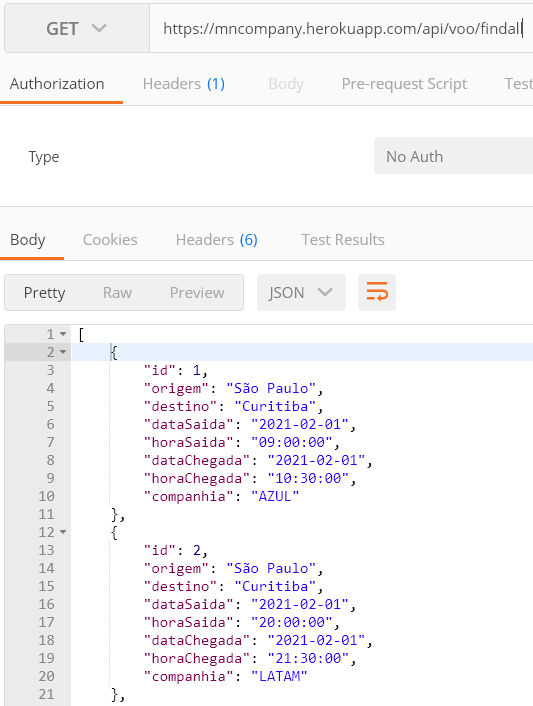 GET https://mncompany.herokuapp.com/api/voo/findall
Authorization Headers (1) Body Pre-request Script Test
Type No Auth
Body Cookies Headers (6) Test Results
Pretty Raw Preview JSON
1 [
2 {
3 "id": 1,
4 "origem": "São Paulo",
5 "destino": "Curitiba",
6 "dataSaida": "2021-02-01",
7 "horaSaida": "09:00:00",
8 "dataChegada": "2021-02-01",
9 "horaChegada": "10:30:00",
10 "companhia": "AZUL"
11 },
12 {
13 "id": 2,
14 "origem": "São Paulo",
15 "destino": "Curitiba",
16 "dataSaida": "2021-02-01",
17 "horaSaida": "20:00:00",
18 "dataChegada": "2021-02-01",
19 "horaChegada": "21:30:00",
20 "companhia": "LATAM"
21 },